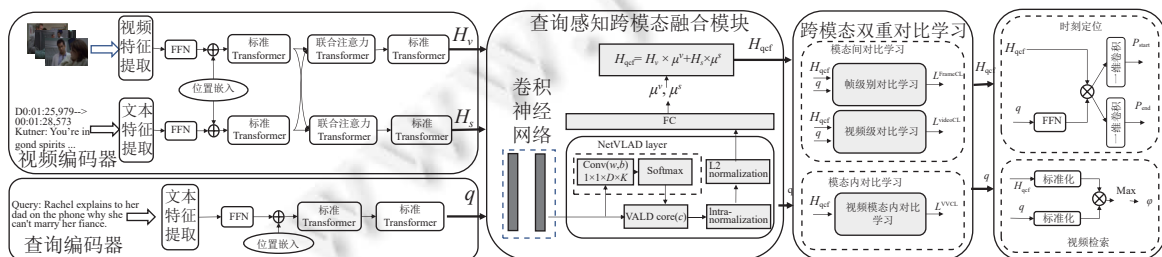 视频
特征
提取
FFN
标准
Transformer
联合注意力
Transformer
标准
Transformer
H_v
位置嵌入
D0:01:25,979-->
00:01:28,573
Kutner: You're in
gond spirits ...
文本
特征
提取
FFN
标准
Transformer
联合注意力
Transformer
标准
Transformer
H_s
视频编码器
Query: Rachel explains to her
dad on the phone why she
can't marry her fiance.
文本
特征
提取
FFN
标准
Transformer
标准
Transformer
q
位置嵌入
查询编码器
查询感知跨模态融合模块
H_qcf = H_v × μ^v+H_s×μ^s
H_qcf
μ^v, μ^s
卷积
神经
网络
FC
NetVLAD layer
Conv(w,b)
1×1×D×K
Softmax
L2
normalization
VALD core(c)
Intra-
normalization
q
跨模态双重对比学习
模态间对比学习
H_qcf
q
帧级别对比学习
L^FrameCL
H_qcf
q
视频级对比学习
L^videoCL
模态内对比学习
H_qcf
视频模态内对比
学习
L^VVCL
H_qcf
q
时刻定位
H_qcf
一维卷积
P_start
q
FFN
一维卷积
P_end
H_qcf
标准化
Max
φ
q
标准化
视频检索